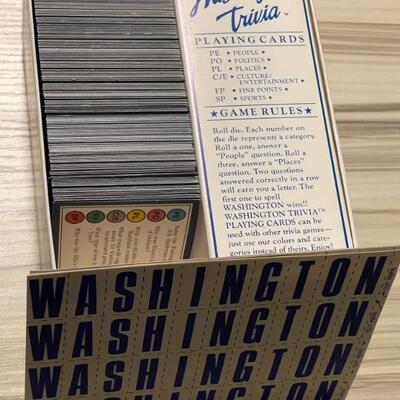 Trivia™
PLAYING CARDS
PE ★ PEOPLE ★
PO ★ POLITICS ★
PL ★ PLACES ★
C/E ★ CULTURE/
ENTERTAINMENT ★
FP ★ FINE POINTS ★
SP ★ SPORTS ★
★GAME RULES★
Roll die. Each number on
the die represents a category.
Roll a one, answer a
"People" question. Roll a
three, answer a "Places"
question. Two questions
answered correctly in a row
will earn you a letter. The
first one to spell
WASHINGTON wins!!
WASHINGTON TRIVIA™
PLAYING CARDS can be
used with other trivia games—
just use our colors and cate-
gories instead of theirs. Enjoy!
WASHINGTON
WASHINGTON
WASHINGTON
WASHINGTON